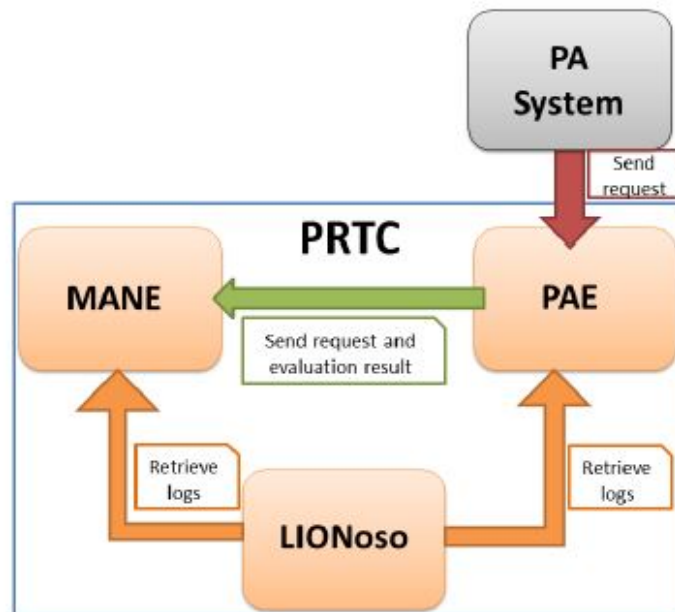 PA
System
Send
request
PRTC
MANE
PAE
Send request and
evaluation result
Retrieve
logs
Retrieve
logs
LIONoso